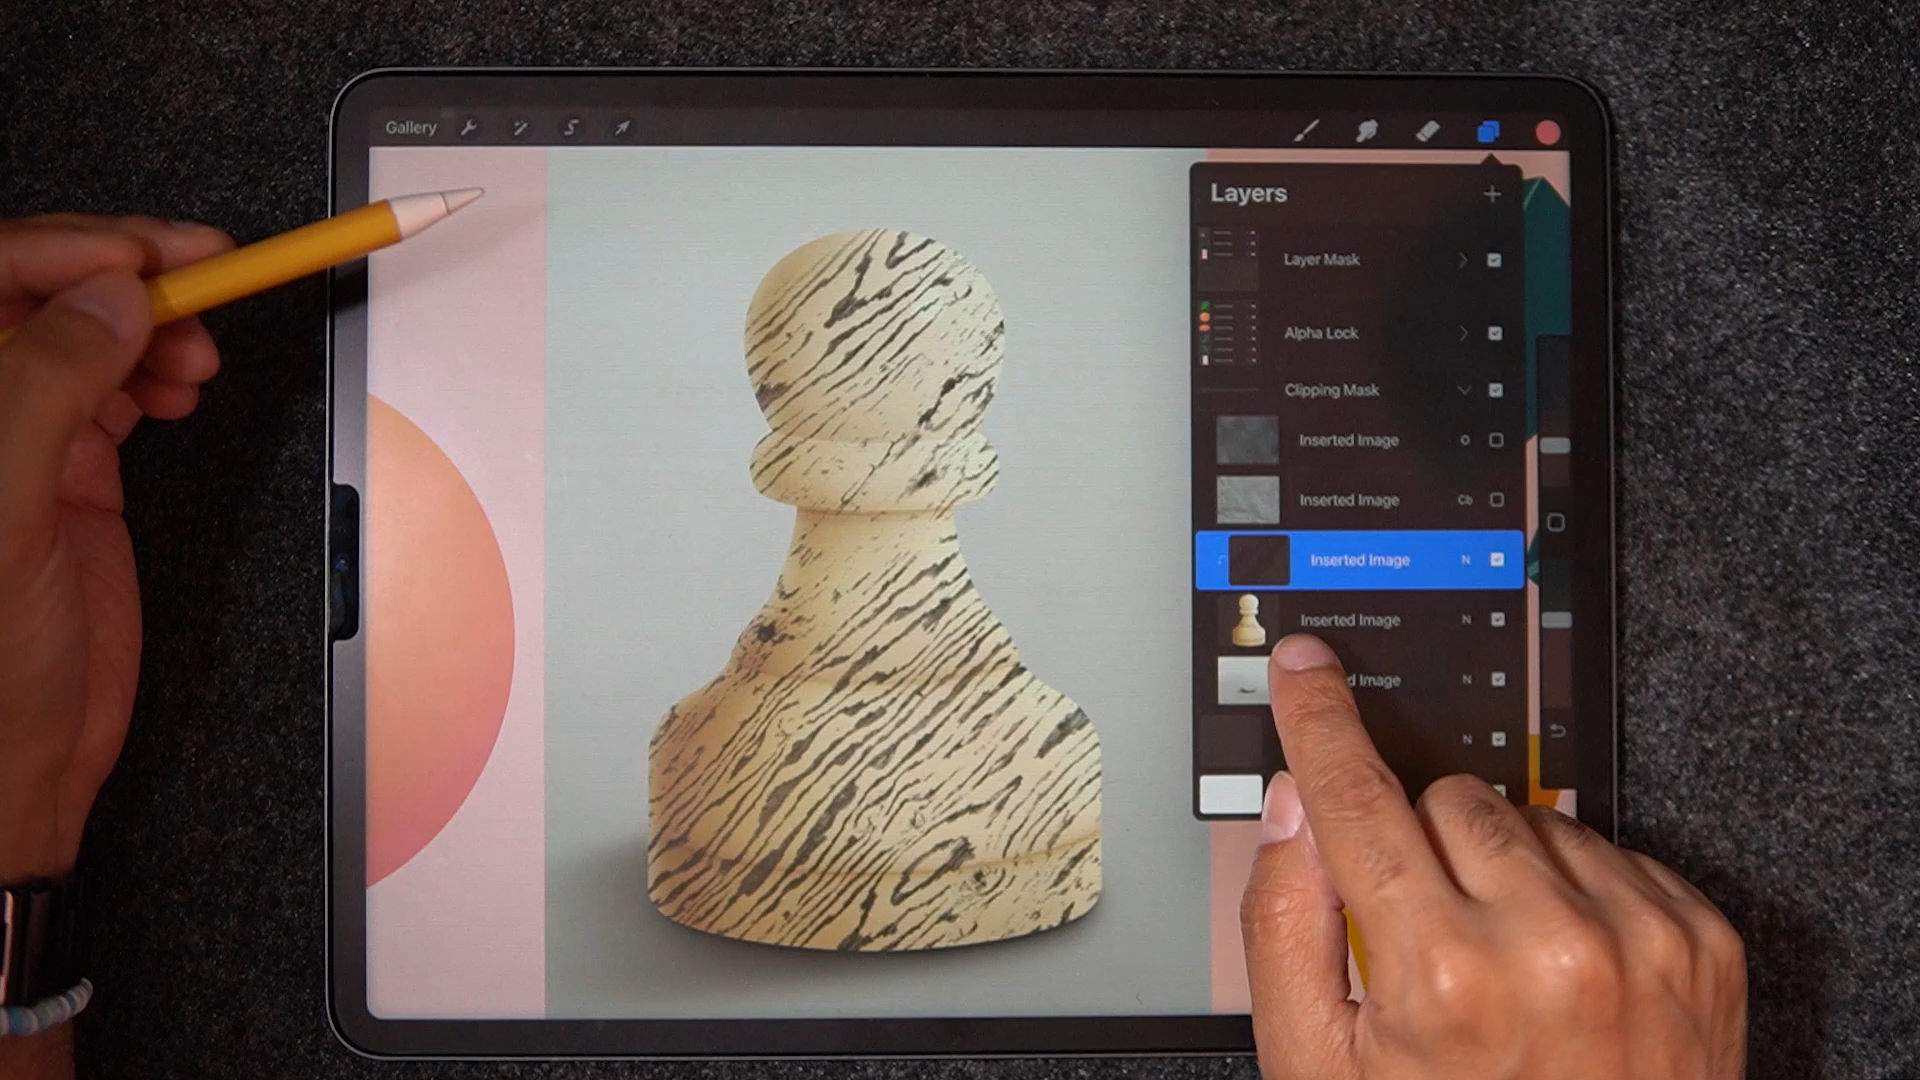 Gallery
Layers
Layer Mask
Alpha Lock
Clipping Mask
Inserted Image O
Inserted Image Cb
Inserted Image N
Inserted Image N
d Image N
N